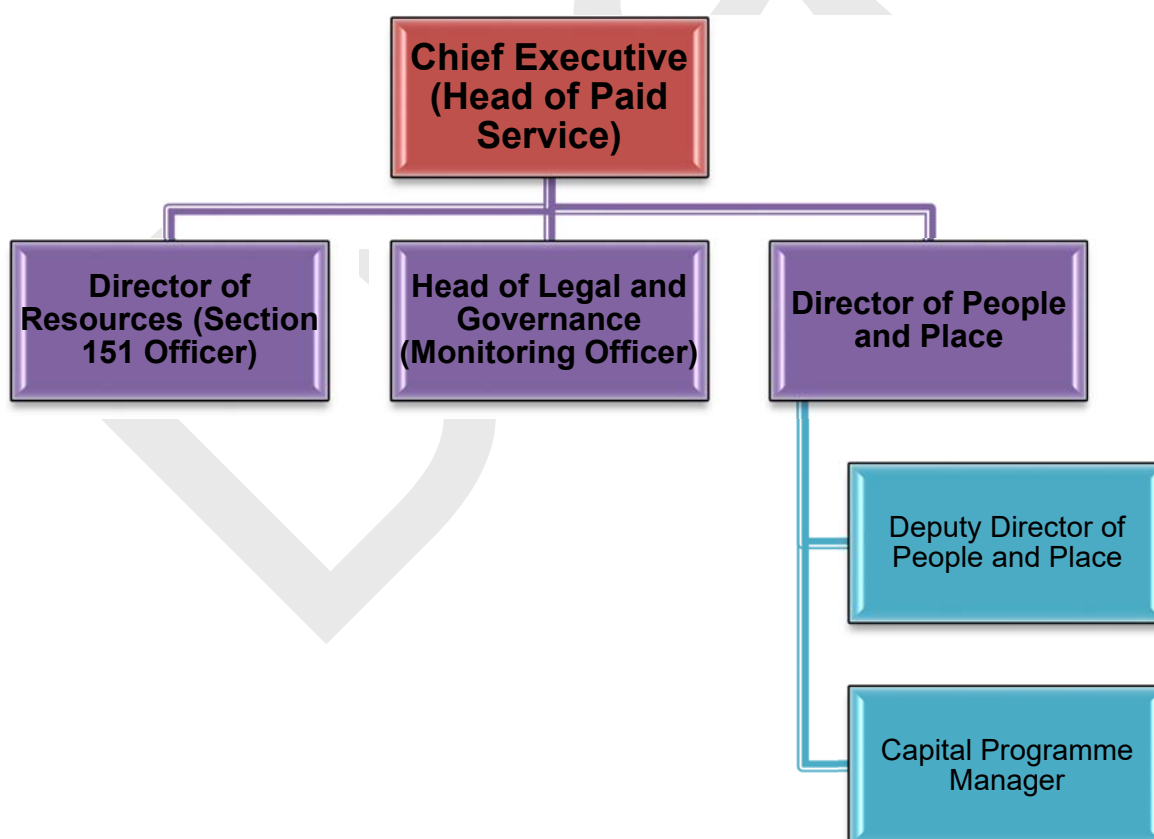 Chief Executive
(Head of Paid
Service)
Director of
Resources (Section
151 Officer)
Head of Legal and
Governance
(Monitoring Officer)
Director of People
and Place
Deputy Director of
People and Place
Capital Programme
Manager